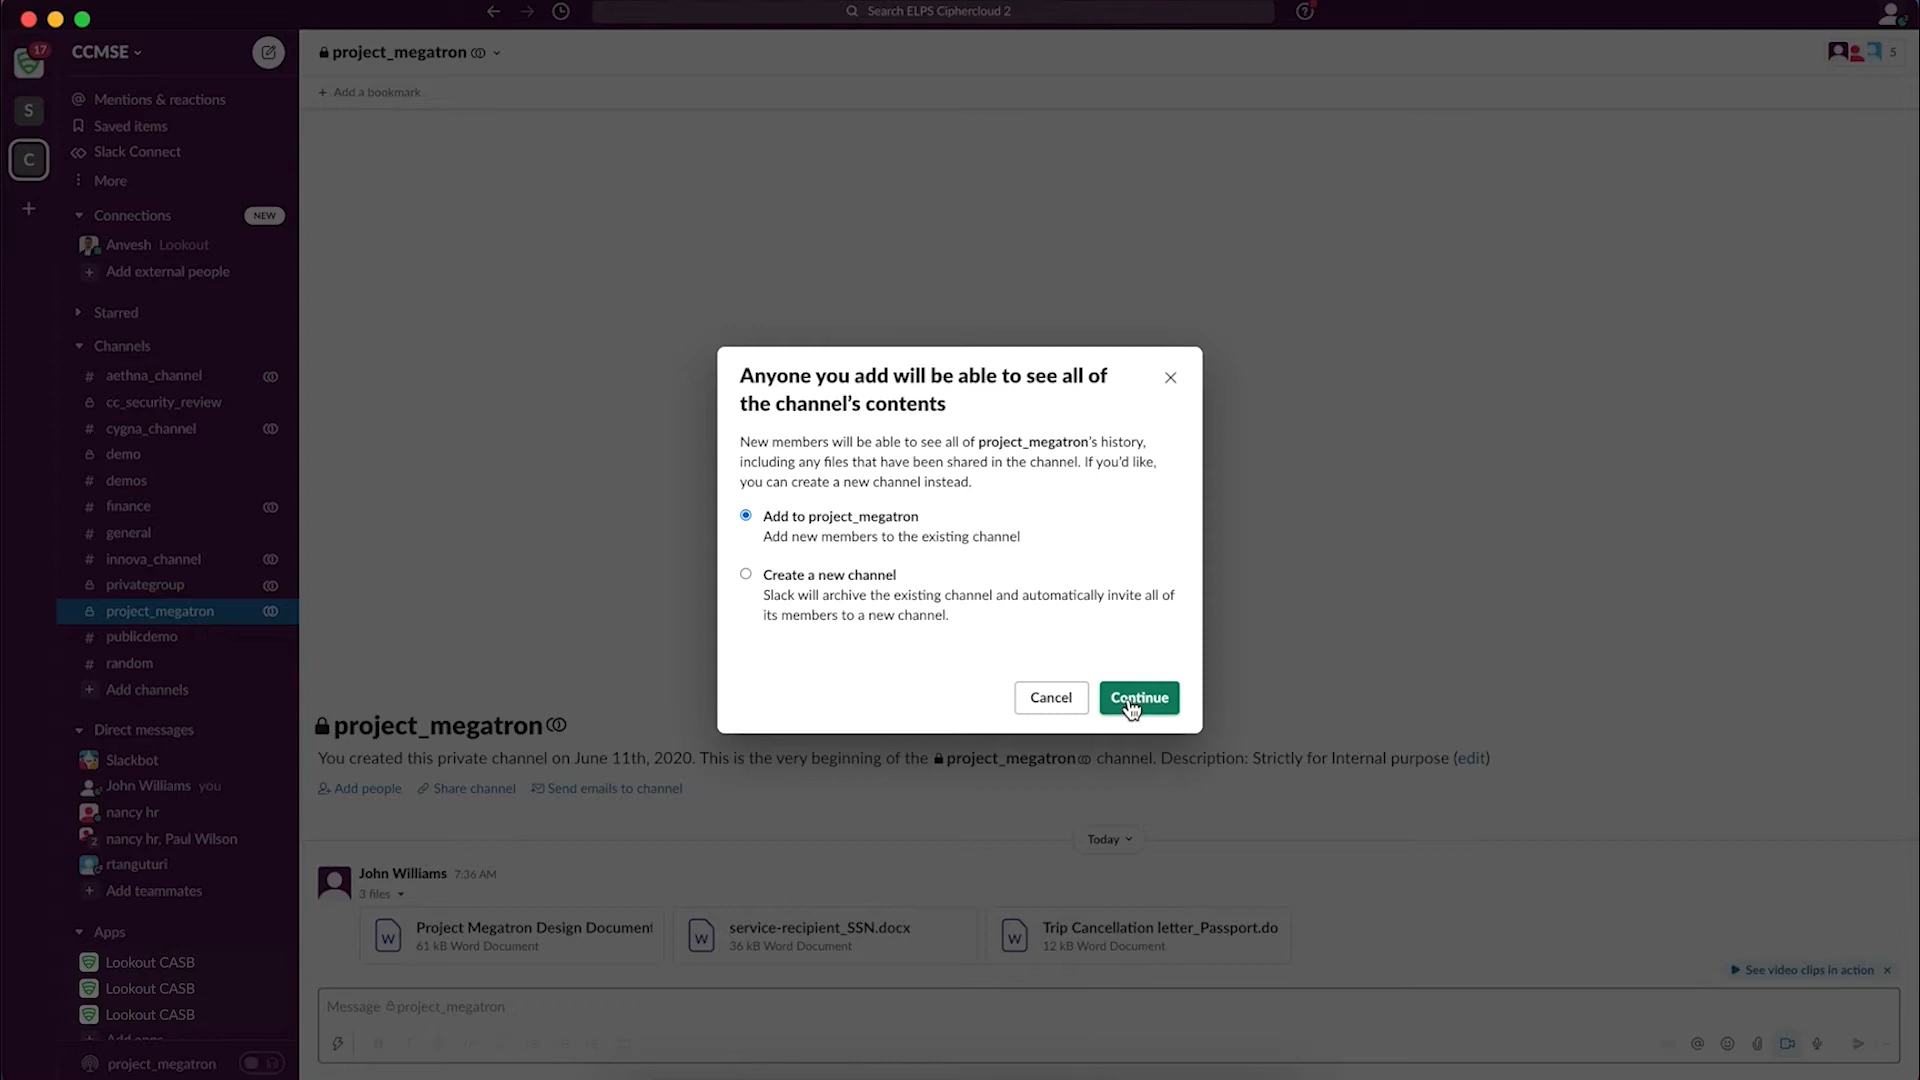 Search ELPS Ciphercloud 2
17
CCMSE
S
C
Mentions & reactions
Saved items
Slack Connect
More
Connections
NEW
Anvesh Lookout
Add external people
Starred
Channels
# aethna_channel
cc_security_review
# cygna_channel
demo
# demos
# finance
# general
# innova_channel
privategroup
project_megatron
# publicdemo
# random
+ Add channels
Direct messages
Slackbot
John Williams you
nancy hr
2 nancy hr, Paul Wilson
rtanguturi
+ Add teammates
Apps
Lookout CASB
Lookout CASB
Lookout CASB
+ Add apps
project_megatron
project_megatron
5
+ Add a bookmark
Anyone you add will be able to see all of
the channel's contents
New members will be able to see all of project_megatron's history,
including any files that have been shared in the channel. If you'd like,
you can create a new channel instead.
Add to project_megatron
Add new members to the existing channel
Create a new channel
Slack will archive the existing channel and automatically invite all of
its members to a new channel.
Cancel
Continue
project_megatron
You created this private channel on June 11th, 2020. This is the very beginning of the project_megatron channel. Description: Strictly for Internal purpose (edit)
Add people Share channel Send emails to channel
Today
John Williams 7:36 AM
3 files
Project Megatron Design Document
61 kB Word Document
service-recipient_SSN.docx
36 kB Word Document
Trip Cancellation letter_Passport.do
12 kB Word Document
See video clips in action
Message project_megatron